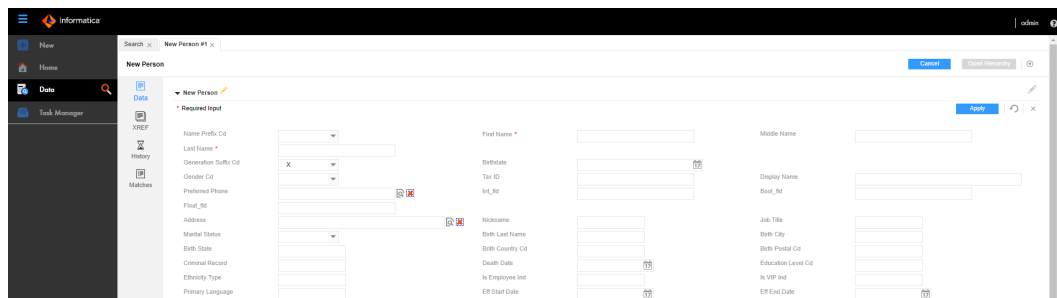 Informatica
admin
New
Home
Data
Task Manager
Search × New Person #1 ×
New Person
Cancel Open Hierarchy
Data
XREF
History
Matches
New Person
* Required Input
Apply
Name Prefix Cd First Name * Middle Name
Last Name *
Generation Suffix Cd X Birthdate
Gender Cd Tax ID Display Name
Preferred Phone Int_fld Bool_fld
Float_fld
Address Nickname Job Title
Marital Status Birth Last Name Birth City
Birth State Brith Country Cd Birth Postal Cd
Criminal Record Death Date Education Level Cd
Ethnicity Type Is Employee Ind Is VIP Ind
Primary Language Eff Start Date Eff End Date